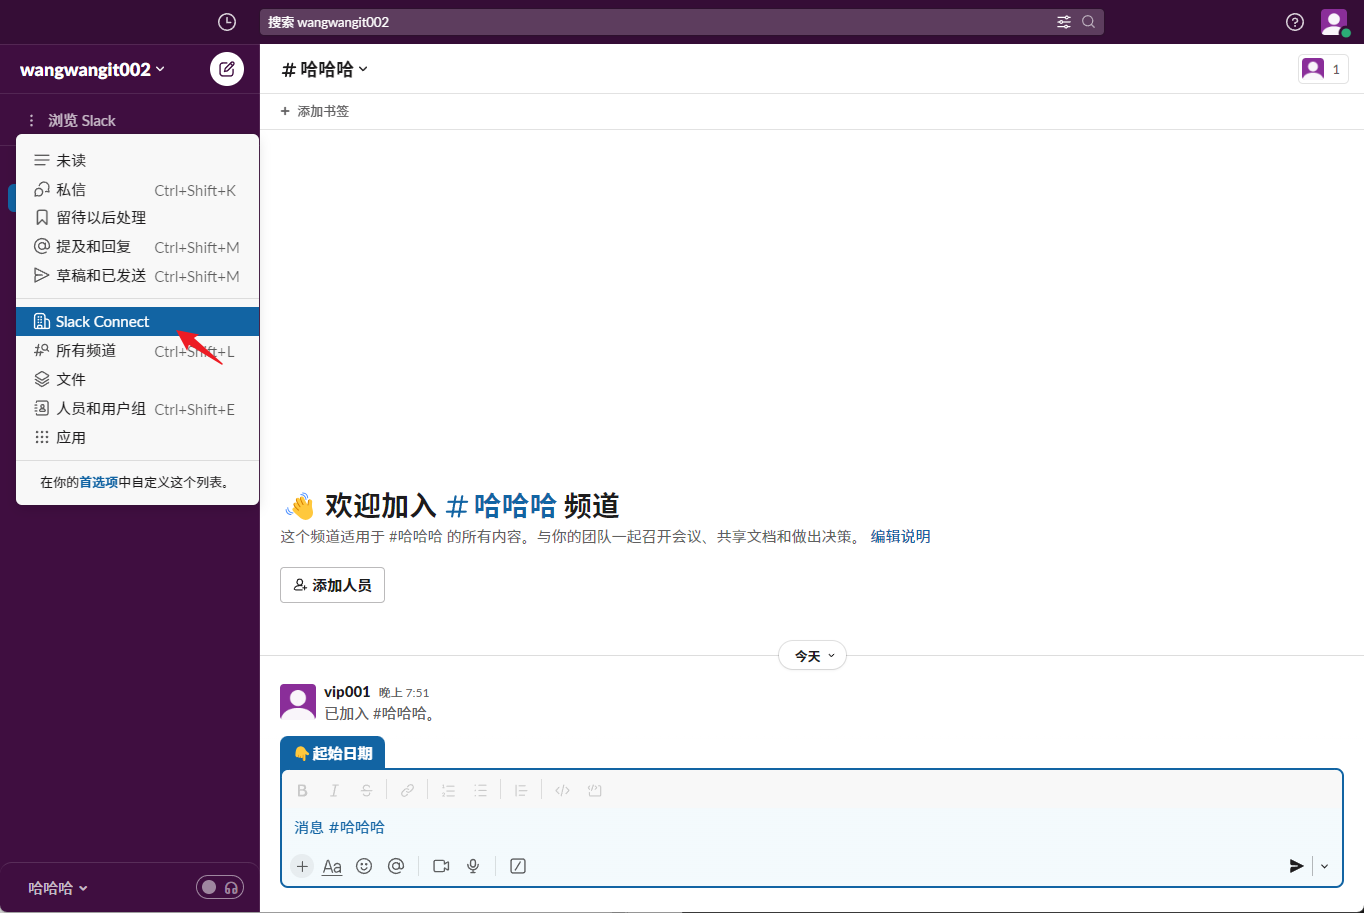 搜索 wangwangit002
wangwangit002
浏览 Slack
未读
私信 Ctrl+Shift+K
留待以后处理
提及和回复 Ctrl+Shift+M
草稿和已发送 Ctrl+Shift+M
Slack Connect
所有频道 Ctrl+Shift+L
文件
人员和用户组 Ctrl+Shift+E
应用
在你的首选项中自定义这个列表。
哈哈哈
# 哈哈哈
1
+ 添加书签
欢迎加入 # 哈哈哈 频道
这个频道适用于 #哈哈哈 的所有内容。与你的团队一起召开会议、共享文档和做出决策。 编辑说明
添加人员
今天
vip001 晚上 7:51
已加入 #哈哈哈。
👇起始日期
消息 #哈哈哈
Aa